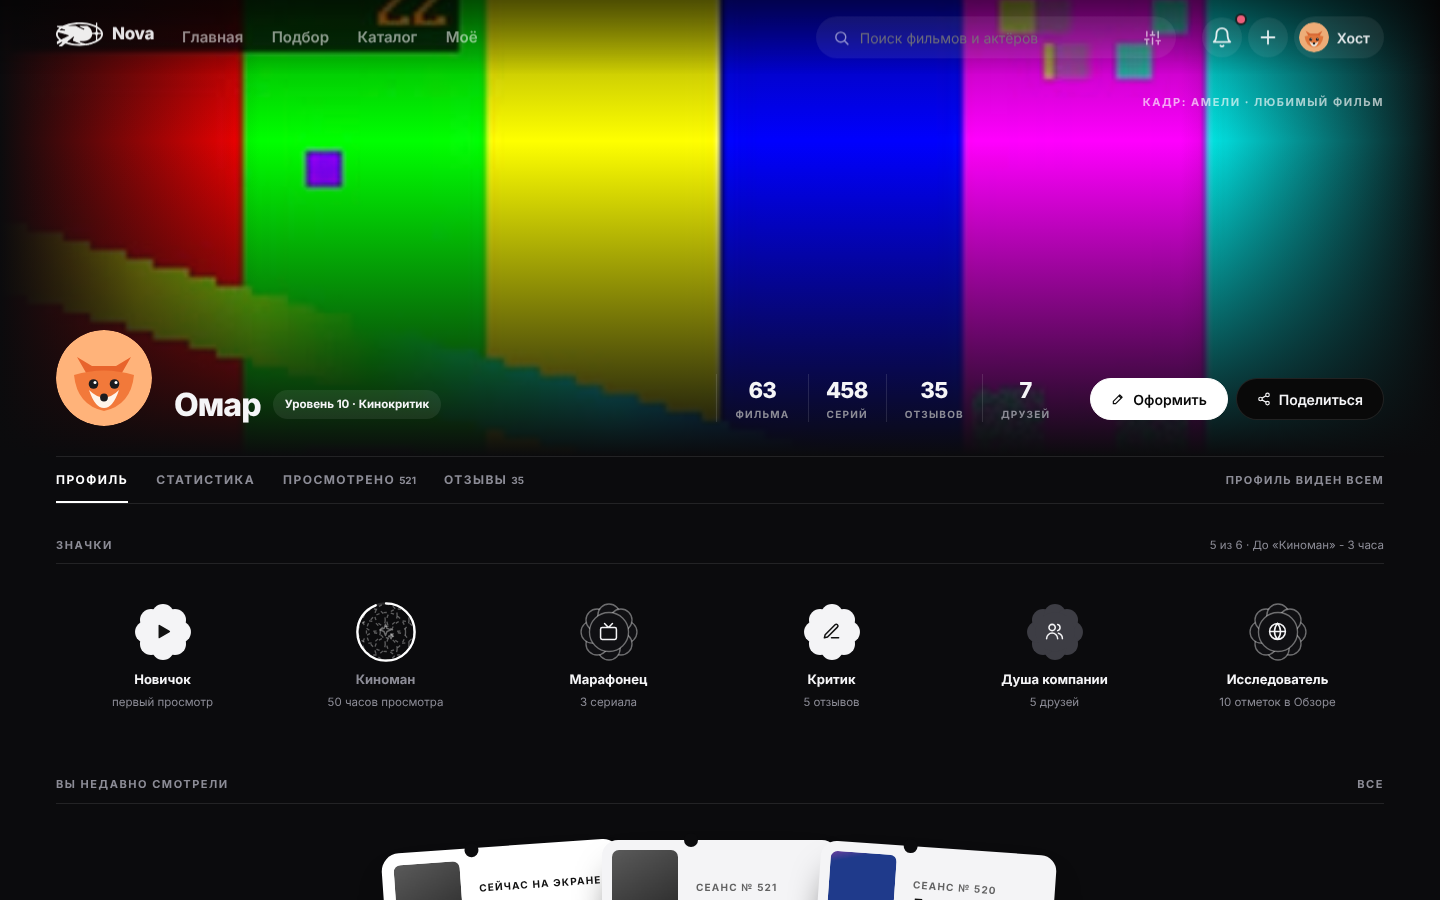 22
Nova
Главная
Подбор
Каталог
Моё
Поиск фильмов и актёров
Хост
КАДР: АМЕЛИ · ЛЮБИМЫЙ ФИЛЬМ
Омар
Уровень 10 · Кинокритик
63
ФИЛЬМА
458
СЕРИЙ
35
ОТЗЫВОВ
7
ДРУЗЕЙ
Оформить
Поделиться
ПРОФИЛЬ
СТАТИСТИКА
ПРОСМОТРЕНО 521
ОТЗЫВЫ 35
ПРОФИЛЬ ВИДЕН ВСЕМ
ЗНАЧКИ
5 из 6 · До «Киноман» - 3 часа
Новичок
первый просмотр
Киноман
50 часов просмотра
Марафонец
3 сериала
Критик
5 отзывов
Душа компании
5 друзей
Исследователь
10 отметок в Обзоре
ВЫ НЕДАВНО СМОТРЕЛИ
ВСЕ
СЕЙЧАС НА ЭКРАНЕ
СЕАНС № 521
СЕАНС № 520